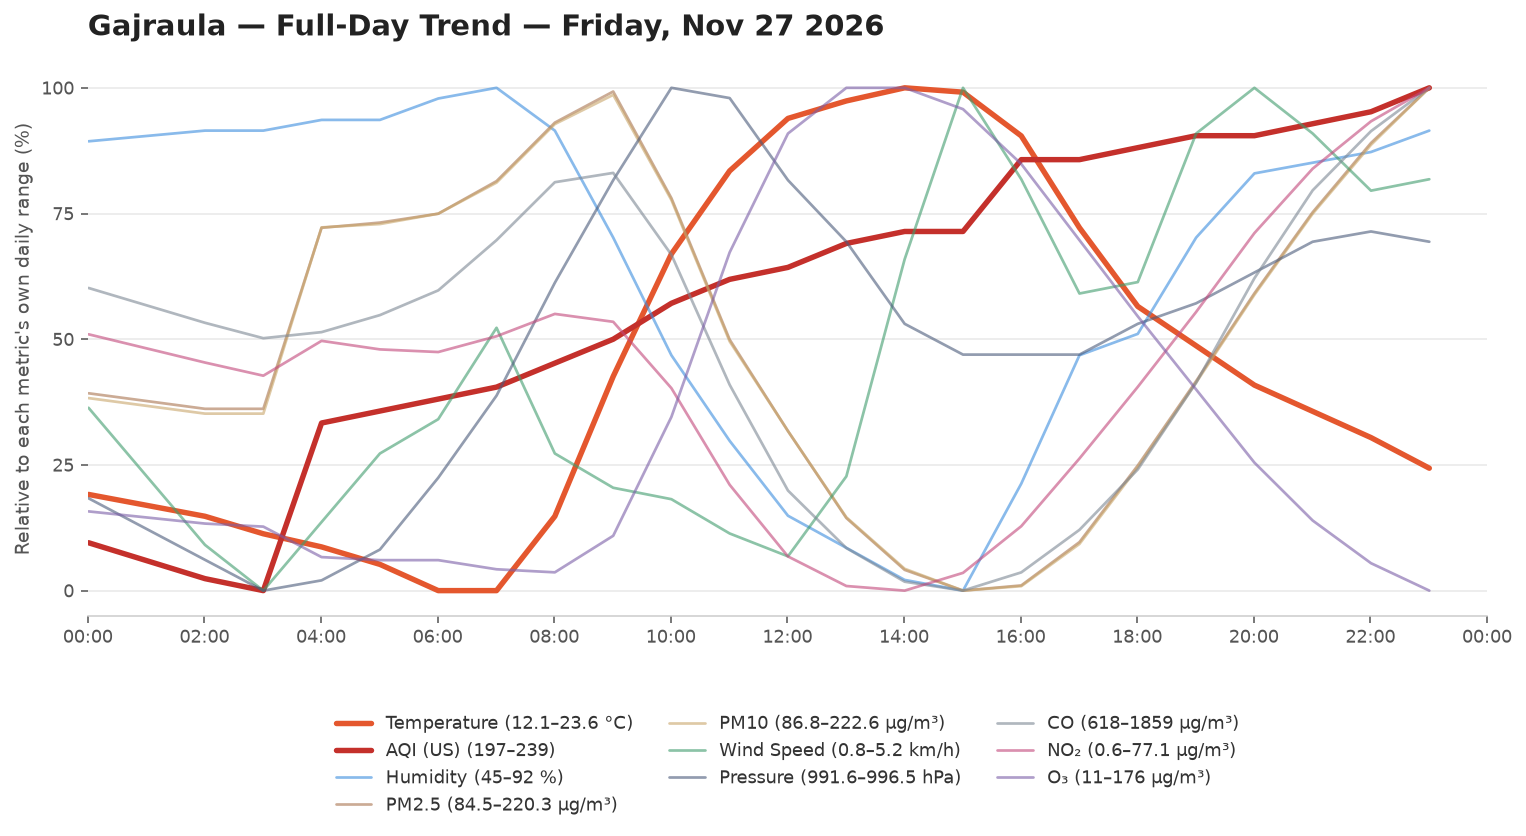 Gajraula — Full-Day Trend — Friday, Nov 27 2026
Relative to each metric's own daily range (%)
100
75
50
25
0
00:00 02:00 04:00 06:00 08:00 10:00 12:00 14:00 16:00 18:00 20:00 22:00 00:00
Temperature (12.1–23.6 °C)
AQI (US) (197–239)
Humidity (45–92 %)
PM2.5 (84.5–220.3 µg/m³)
PM10 (86.8–222.6 µg/m³)
Wind Speed (0.8–5.2 km/h)
Pressure (991.6–996.5 hPa)
CO (618–1859 µg/m³)
NO₂ (0.6–77.1 µg/m³)
O₃ (11–176 µg/m³)